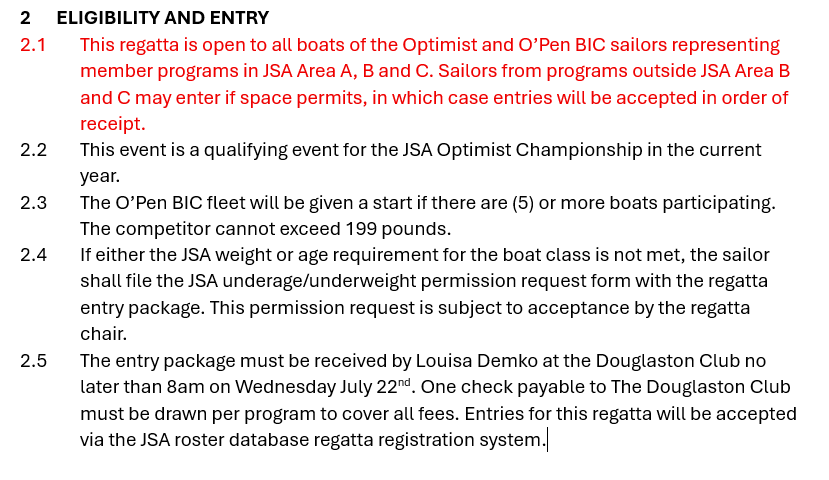 2 ELIGIBILITY AND ENTRY
2.1 This regatta is open to all boats of the Optimist and O’Pen BIC sailors representing
member programs in JSA Area A, B and C. Sailors from programs outside JSA Area B
and C may enter if space permits, in which case entries will be accepted in order of
receipt.
2.2 This event is a qualifying event for the JSA Optimist Championship in the current
year.
2.3 The O’Pen BIC fleet will be given a start if there are (5) or more boats participating.
The competitor cannot exceed 199 pounds.
2.4 If either the JSA weight or age requirement for the boat class is not met, the sailor
shall file the JSA underage/underweight permission request form with the regatta
entry package. This permission request is subject to acceptance by the regatta
chair.
2.5 The entry package must be received by Louisa Demko at the Douglaston Club no
later than 8am on Wednesday July 22nd. One check payable to The Douglaston Club
must be drawn per program to cover all fees. Entries for this regatta will be accepted
via the JSA roster database regatta registration system.